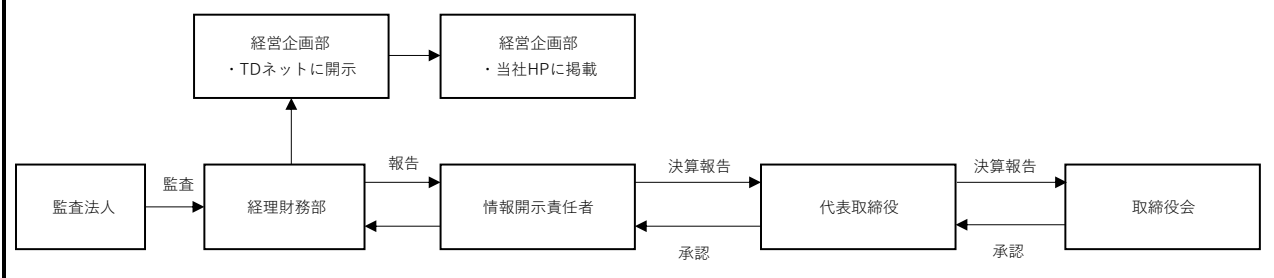 経営企画部
・TDネットに開示
経営企画部
・当社HPに掲載
監査法人
監査
経理財務部
報告
情報開示責任者
決算報告
承認
代表取締役
決算報告
承認
取締役会